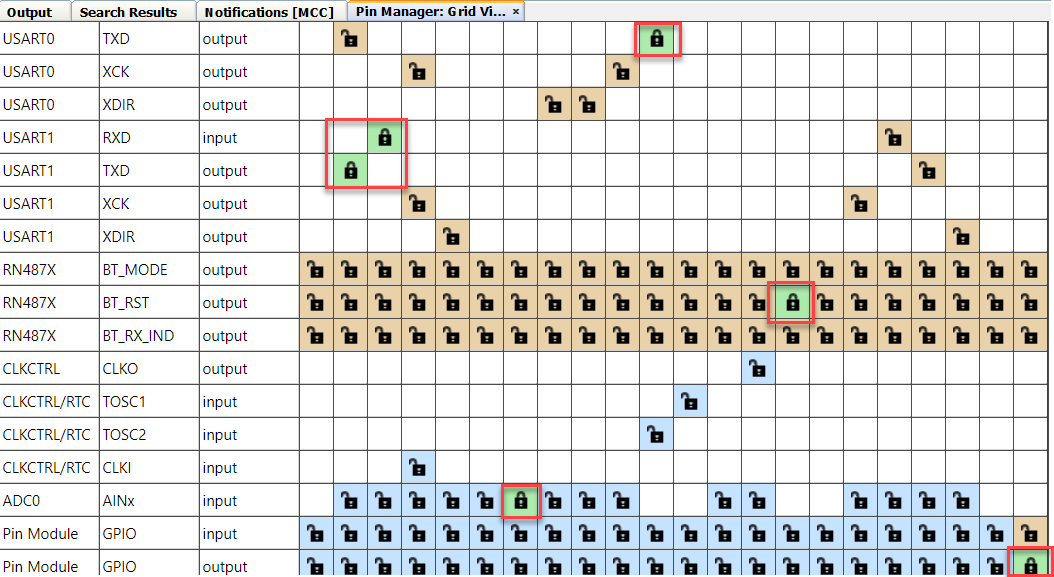 Output Search Results Notifications [MCC] Pin Manager: Grid Vi... ×
USART0 TXD output
USART0 XCK output
USART0 XDIR output
USART1 RXD input
USART1 TXD output
USART1 XCK output
USART1 XDIR output
RN487X BT_MODE output
RN487X BT_RST output
RN487X BT_RX_IND output
CLKCTRL CLKO output
CLKCTRL/RTC TOSC1 input
CLKCTRL/RTC TOSC2 input
CLKCTRL/RTC CLKI input
ADC0 AINx input
Pin Module GPIO input
Pin Module GPIO output